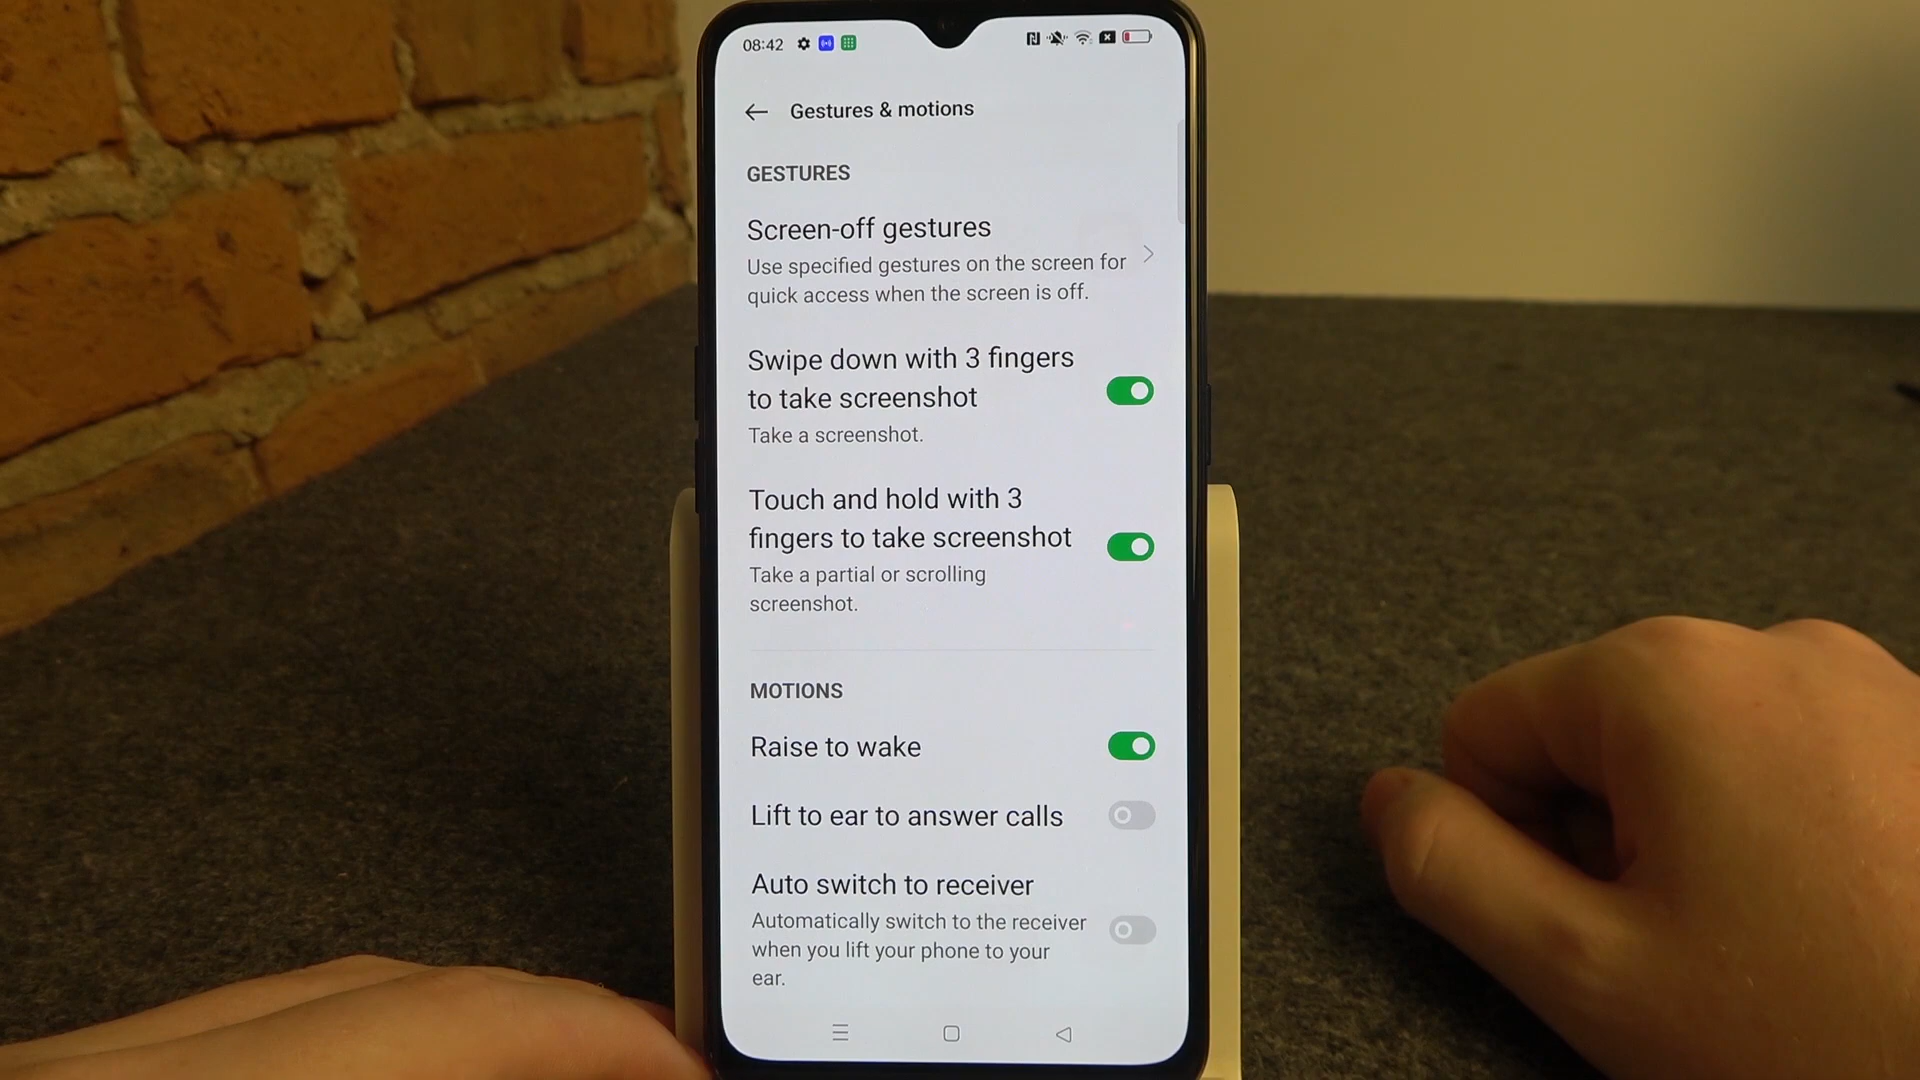 08:42
Gestures & motions
GESTURES
Screen-off gestures
Use specified gestures on the screen for
quick access when the screen is off.
Swipe down with 3 fingers
to take screenshot
Take a screenshot.
Touch and hold with 3
fingers to take screenshot
Take a partial or scrolling
screenshot.
MOTIONS
Raise to wake
Lift to ear to answer calls
Auto switch to receiver
Automatically switch to the receiver
when you lift your phone to your
ear.